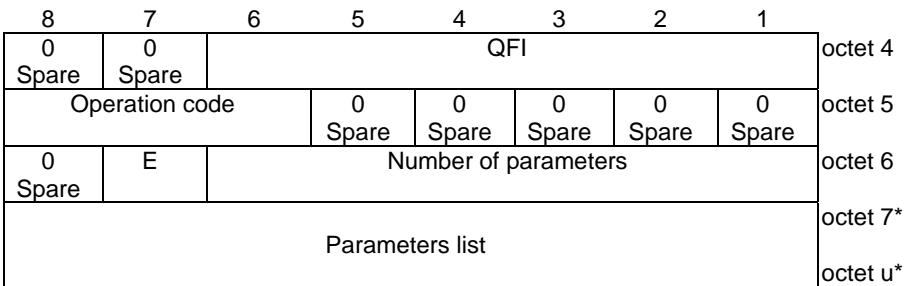 8 7 6 5 4 3 2 1
0 0 QFI octet 4
Spare Spare
Operation code 0 0 0 0 0 octet 5
Spare Spare Spare Spare Spare
0 E Number of parameters octet 6
Spare
octet 7*
Parameters list
octet u*